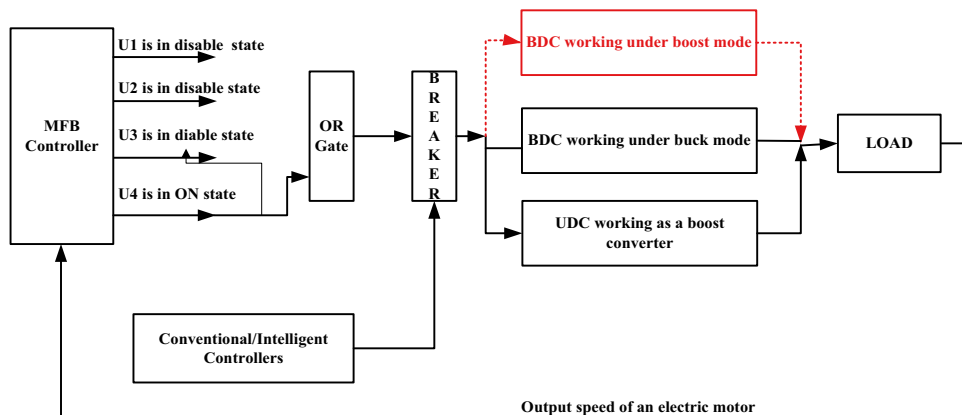 U1 is in disable state
U2 is in disable state
U3 is in diable state
U4 is in ON state
MFB
Controller
OR
Gate
BREAKER
BDC working under boost mode
BDC working under buck mode
UDC working as a boost
converter
LOAD
Conventional/Intelligent
Controllers
Output speed of an electric motor